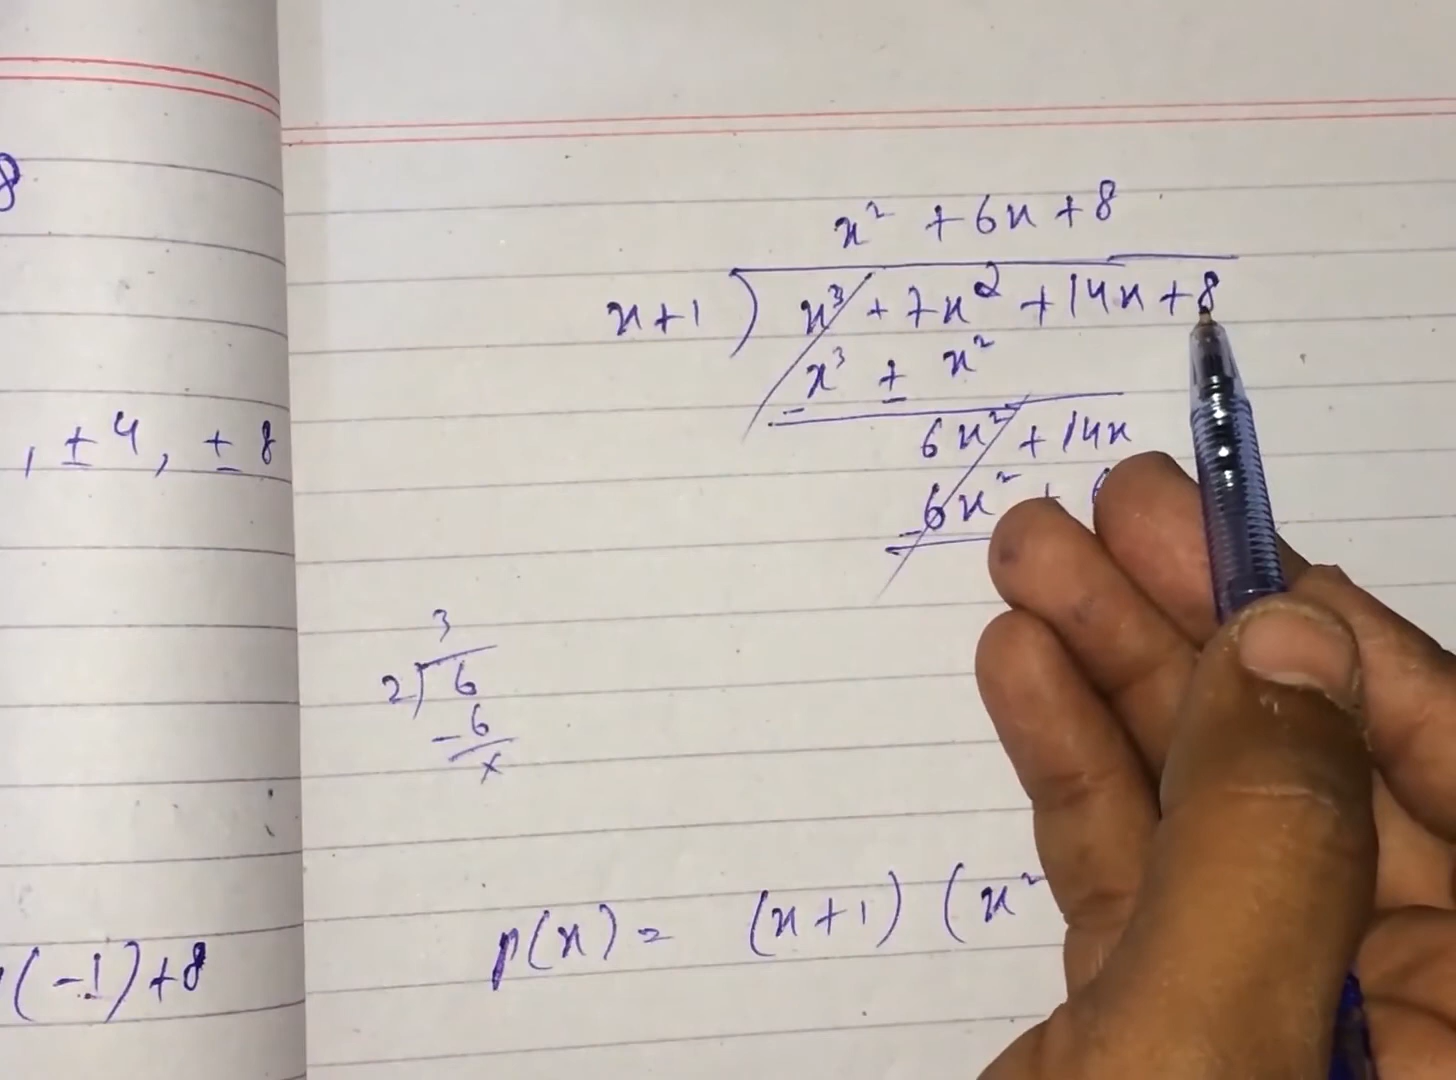 8
, ± 4, ± 8
(-1)+8
x² + 6x + 8
x+1 ) x³ + 7x² + 14x + 8
- x³ ± x²
6x² + 14x
- 6x² +
3
2) 6
- 6
x
p(x) = (x+1) (x²